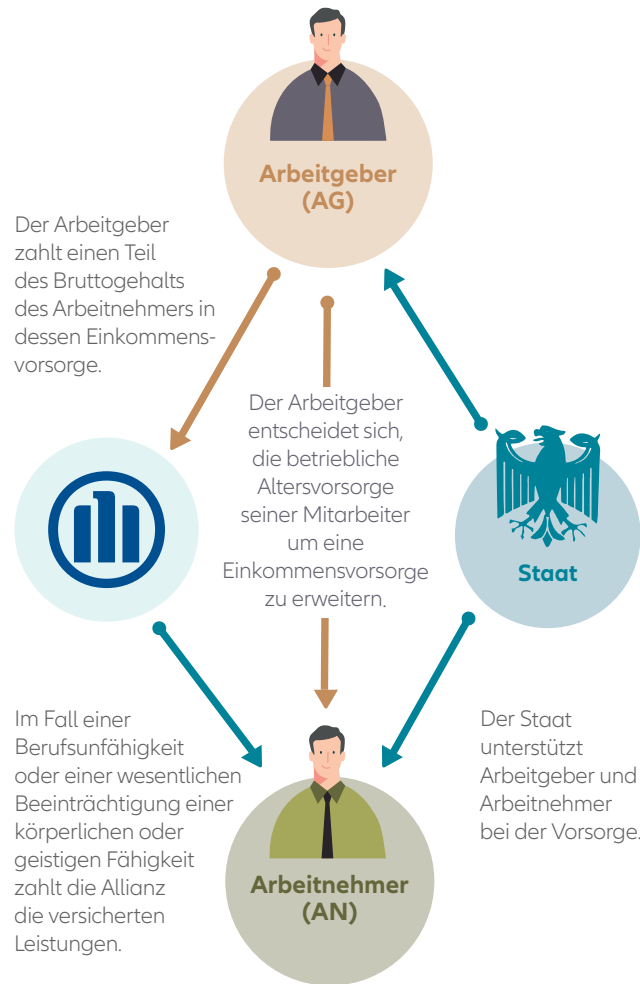 Arbeitgeber
(AG)
Der Arbeitgeber
zahlt einen Teil
des Bruttogehalts
des Arbeitnehmers in
dessen Einkommens-
vorsorge.
Der Arbeitgeber
entscheidet sich,
die betriebliche
Altersvorsorge
seiner Mitarbeiter
um eine
Einkommensvorsorge
zu erweitern.
Staat
Im Fall einer
Berufsunfähigkeit
oder einer wesentlichen
Beeinträchtigung einer
körperlichen oder
geistigen Fähigkeit
zahlt die Allianz
die versicherten
Leistungen.
Der Staat
unterstützt
Arbeitgeber und
Arbeitnehmer
bei der Vorsorge.
Arbeitnehmer
(AN)